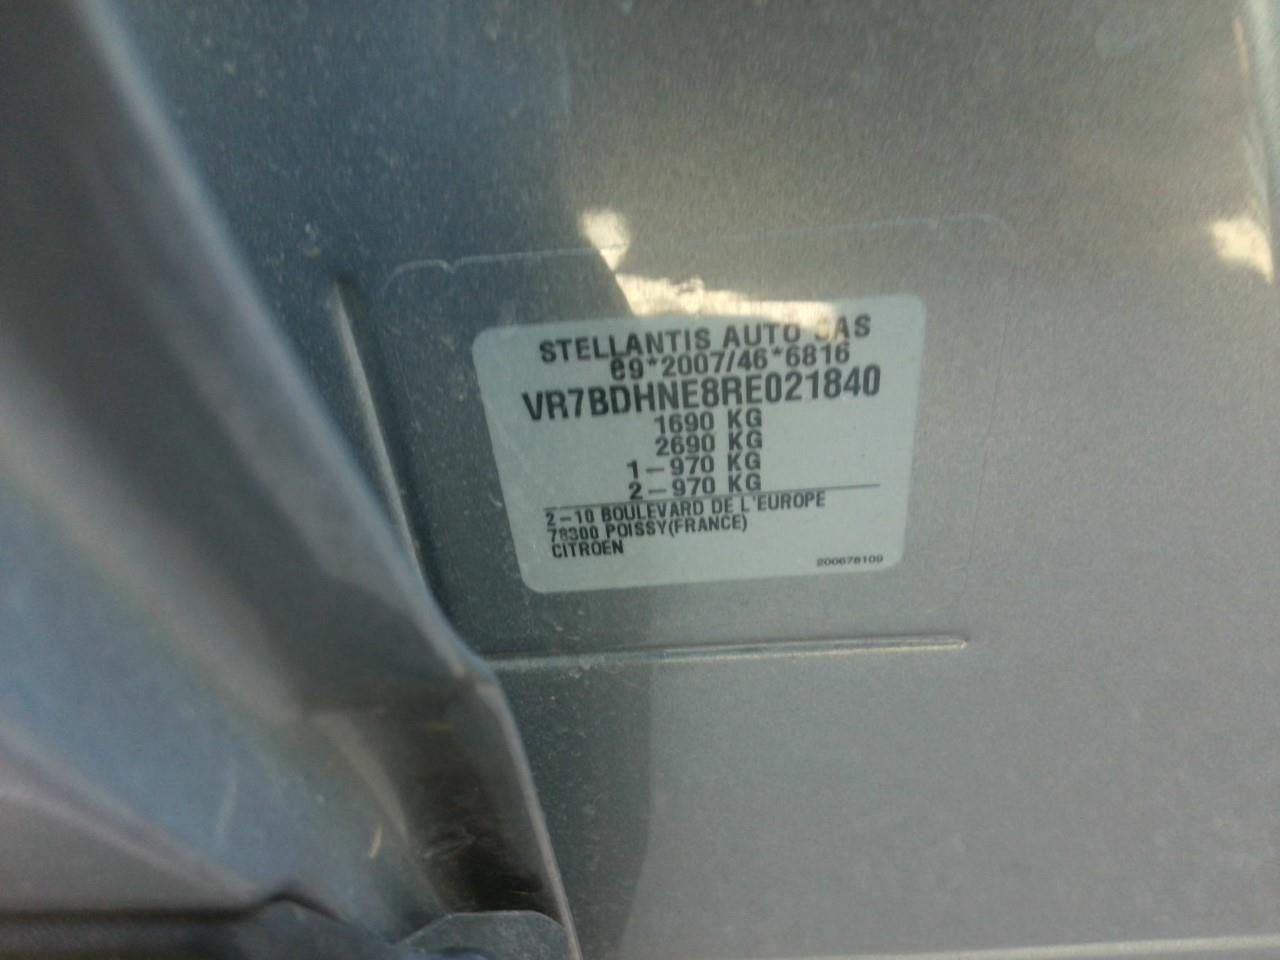 STELLANTIS AUTO SAS
e9*2007/46*6816
VR7BDHNE8RE021840
1690 KG
2690 KG
1-970 KG
2-970 KG
2-10 BOULEVARD DE L'EUROPE
78300 POISSY(FRANCE)
CITROEN
200678109